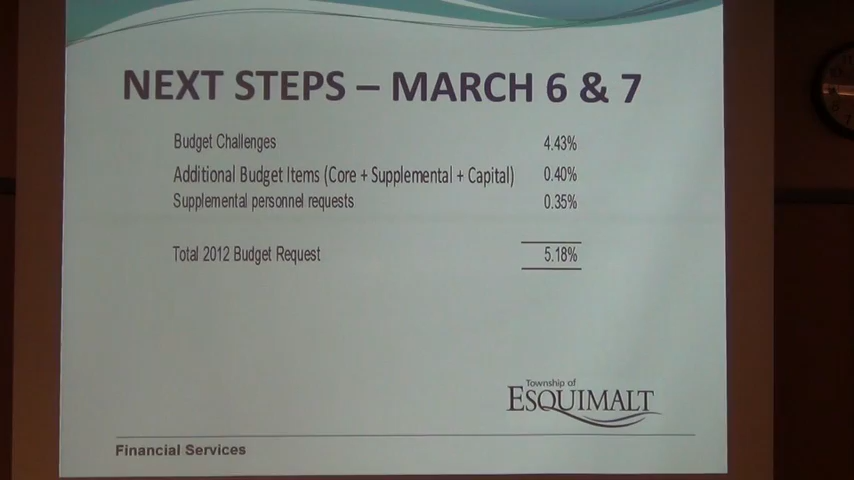 NEXT STEPS – MARCH 6 & 7
Budget Challenges 4.43%
Additional Budget Items (Core + Supplemental + Capital) 0.40%
Supplemental personnel requests 0.35%
Total 2012 Budget Request 5.18%
Township of
ESQUIMALT
Financial Services